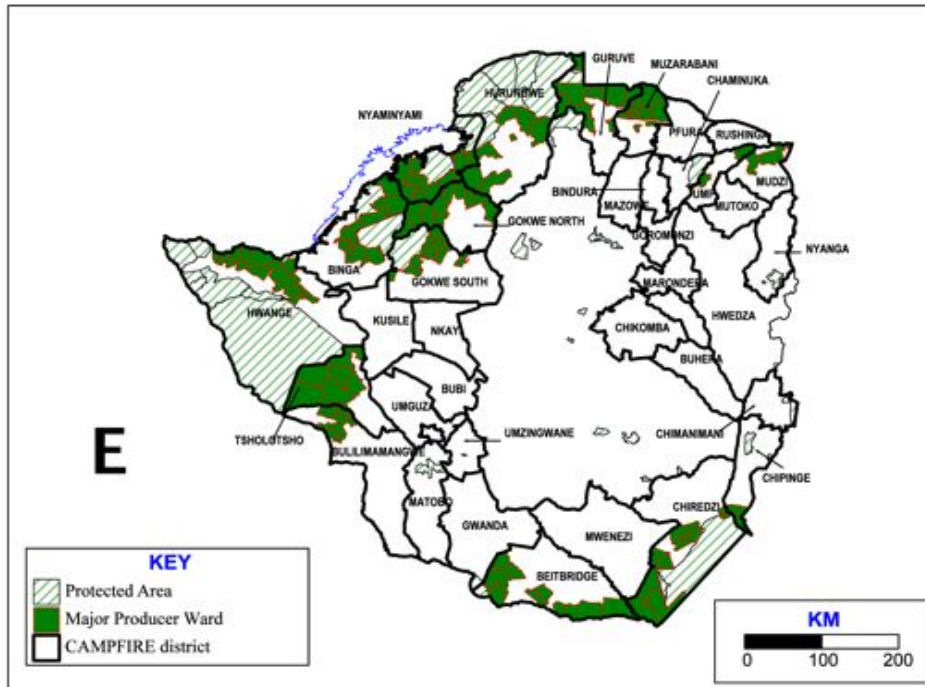 GURUVE
MUZARABANI
CHAMINUKA
HURUNGWE
NYAMINYAMI
PFURA
RUSHINGA
BINDURA
UMP
MUDZI
MAZOWE
MUTOKO
GOKWE NORTH
GOROMONZI
NYANGA
BINGA
GOKWE SOUTH
MARONDERA
HWANGE
KUSILE
NKAY
CHIKOMBA
HWEDZA
BUHERA
BUBI
UMGUZA
TSHOLOTSHO
UMZINGWANE
CHIMANIMANI
E
BULILIMAMANGWE
CHIPINGE
MATOBO
CHIREDZI
GWANDA
MWENEZI
BEITBRIDGE
KEY
Protected Area
Major Producer Ward
CAMPFIRE district
KM
0 100 200